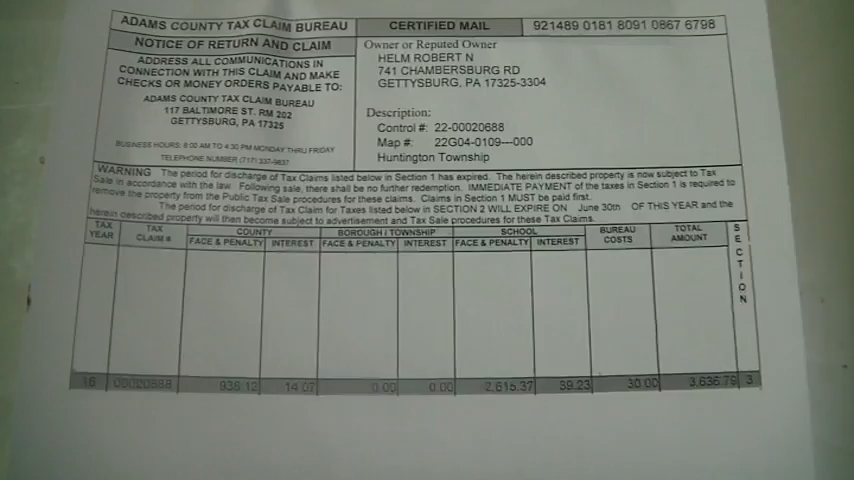 ADAMS COUNTY TAX CLAIM BUREAU
CERTIFIED MAIL
921489 0181 8091 0867 6798
NOTICE OF RETURN AND CLAIM
ADDRESS ALL COMMUNICATIONS IN
CONNECTION WITH THIS CLAIM AND MAKE
CHECKS OR MONEY ORDERS PAYABLE TO:
ADAMS COUNTY TAX CLAIM BUREAU
117 BALTIMORE ST. RM 202
GETTYSBURG, PA 17325
BUSINESS HOURS: 8:00 AM TO 4:30 PM MONDAY THRU FRIDAY
TELEPHONE NUMBER (717) 337-9837
Owner or Reputed Owner
HELM ROBERT N
741 CHAMBERSBURG RD
GETTYSBURG, PA 17325-3304
Description:
Control #: 22-00020688
Map #: 22G04-0109---000
Huntington Township
WARNING The period for discharge of Tax Claims listed below in Section 1 has expired. The herein described property is now subject to Tax
Sale in accordance with the law. Following sale, there shall be no further redemption. IMMEDIATE PAYMENT of the taxes in Section 1 is required to
remove the property from the Public Tax Sale procedures for these claims. Claims in Section 1 MUST be paid first.
The period for discharge of Tax Claim for Taxes listed below in SECTION 2 WILL EXPIRE ON June 30th OF THIS YEAR and the
herein described property will then become subject to advertisement and Tax Sale procedures for these Tax Claims.
TAX YEAR
TAX CLAIM #
COUNTY
BOROUGH / TOWNSHIP
SCHOOL
BUREAU COSTS
TOTAL AMOUNT
SECTION
FACE & PENALTY INTEREST FACE & PENALTY INTEREST FACE & PENALTY INTEREST
16 936.12 14.07 0.00 0.00 2,615.37 39.23 30.00 3,636.79 3